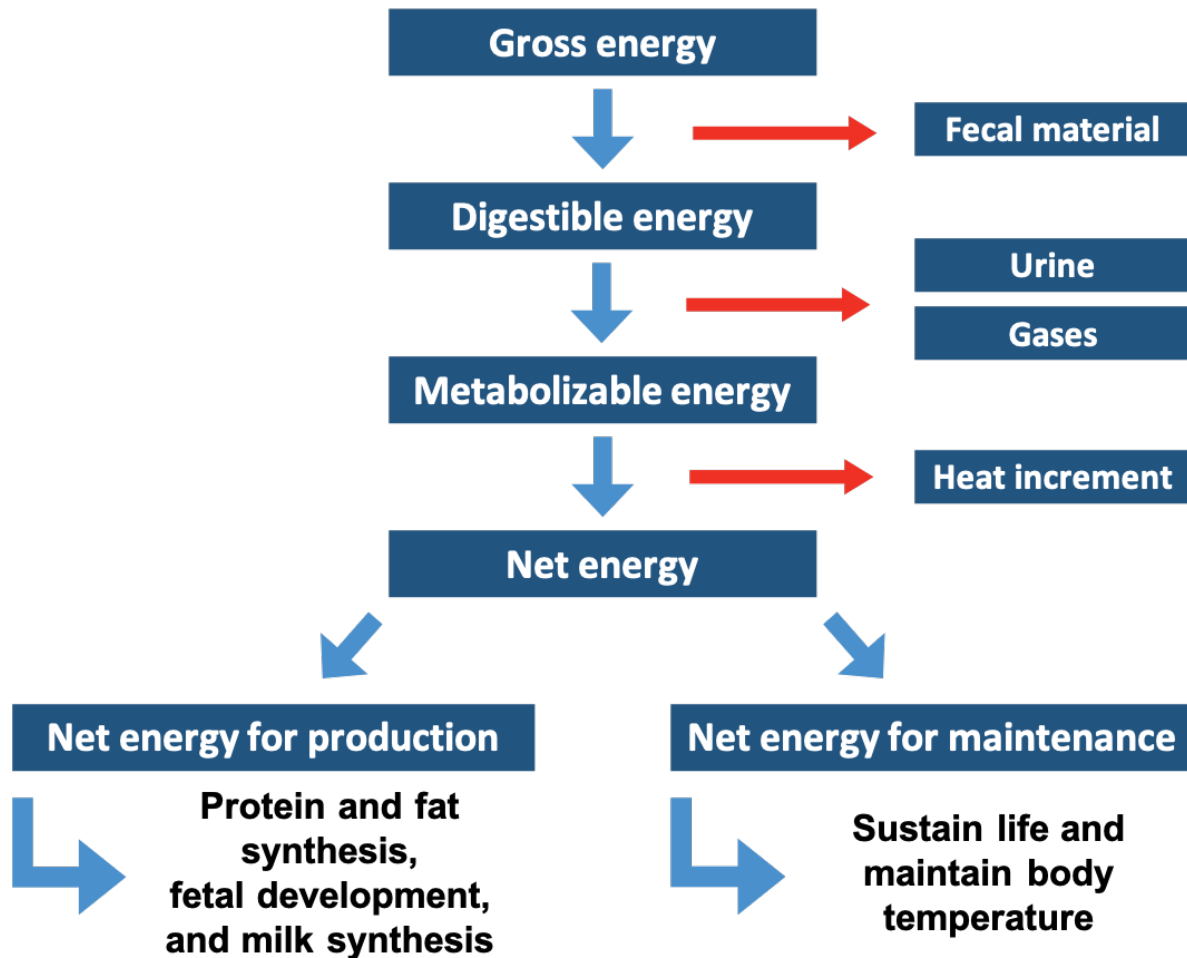 Gross energy
Fecal material
Digestible energy
Urine
Gases
Metabolizable energy
Heat increment
Net energy
Net energy for production
Net energy for maintenance
Protein and fat
synthesis,
fetal development,
and milk synthesis
Sustain life and
maintain body
temperature